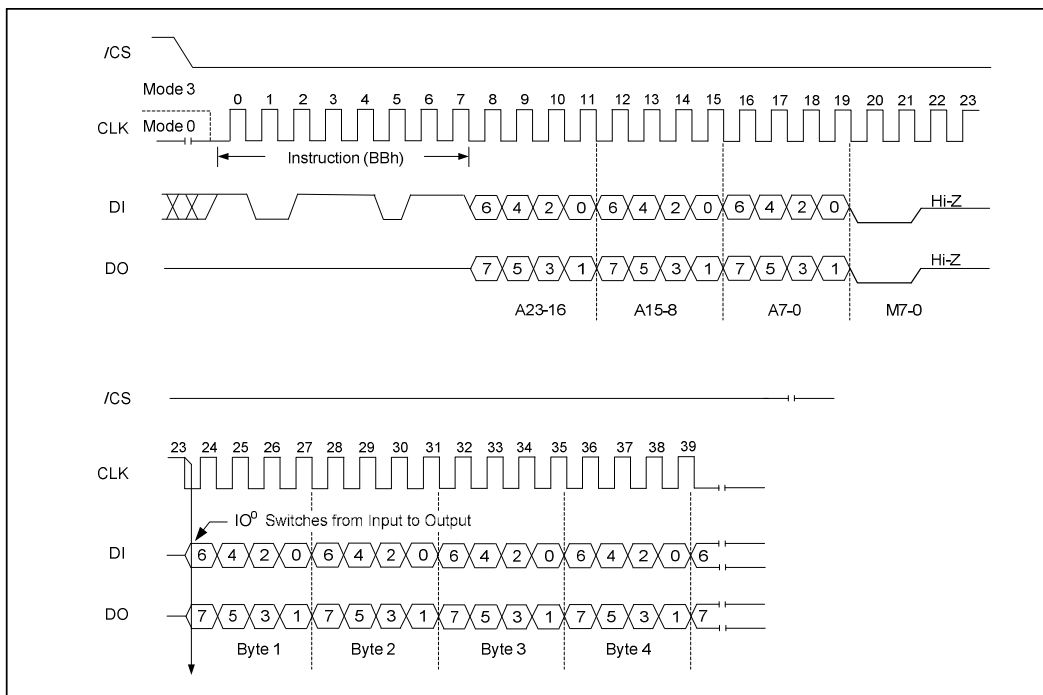 /CS
Mode 3
0 1 2 3 4 5 6 7 8 9 10 11 12 13 14 15 16 17 18 19 20 21 22 23
CLK
Mode 0
Instruction (BBh)
DI
6 4 2 0 6 4 2 0 6 4 2 0
Hi-Z
DO
7 5 3 1 7 5 3 1 7 5 3 1
Hi-Z
A23-16 A15-8 A7-0 M7-0
/CS
23 24 25 26 27 28 29 30 31 32 33 34 35 36 37 38 39
CLK
IO⁰ Switches from Input to Output
DI
6 4 2 0 6 4 2 0 6 4 2 0 6 4 2 0 6
DO
7 5 3 1 7 5 3 1 7 5 3 1 7 5 3 1 7
Byte 1 Byte 2 Byte 3 Byte 4